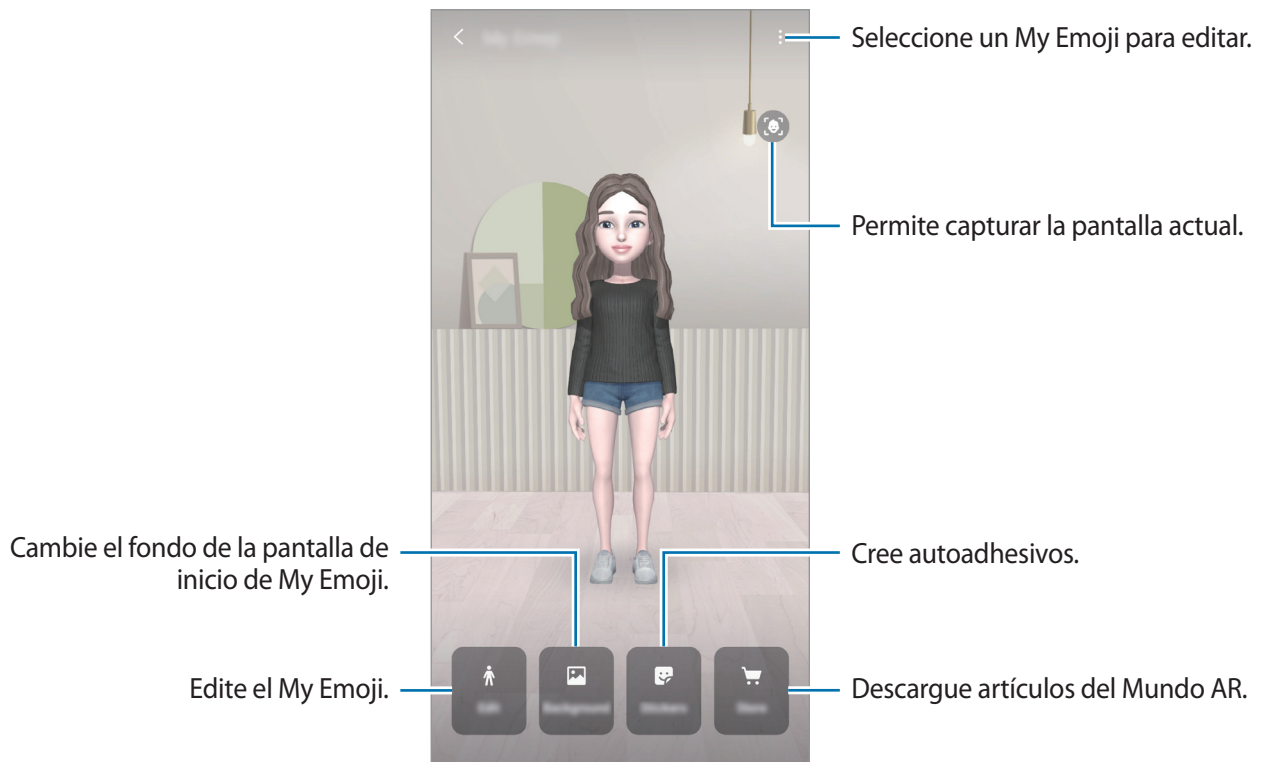 Seleccione un My Emoji para editar.
Permite capturar la pantalla actual.
Cambie el fondo de la pantalla de
inicio de My Emoji.
Cree autoadhesivos.
Edite el My Emoji.
Descargue artículos del Mundo AR.